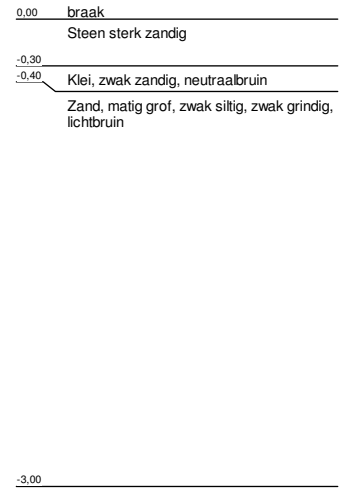 0,00 braak
Steen sterk zandig
-0,30
-0,40 Klei, zwak zandig, neutraalbruin
Zand, matig grof, zwak siltig, zwak grindig,
lichtbruin
-3,00